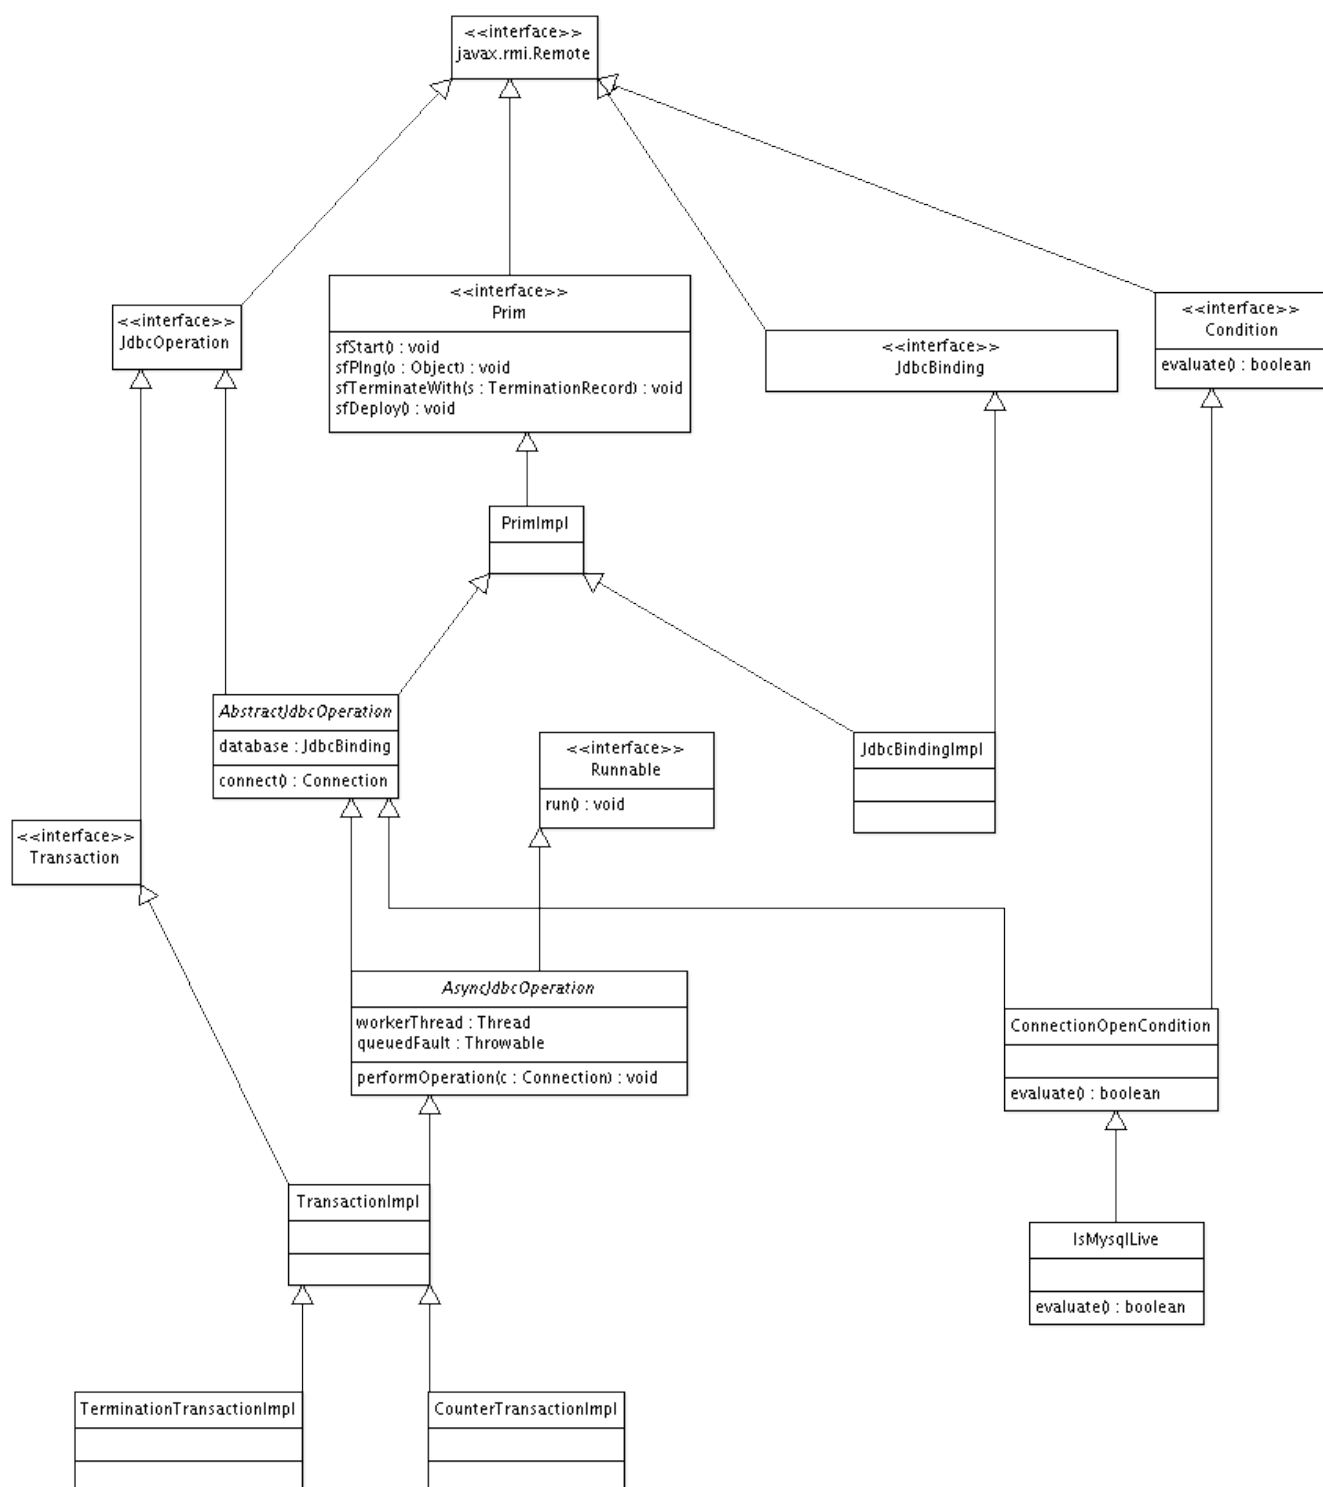 <<interface>>
javax.rmi.Remote
<<interface>>
JdbcOperation
<<interface>>
Prim
sfStart() : void
sfPIng(o : Object) : void
sfTerminateWith(s : TerminationRecord) : void
sfDeploy() : void
<<interface>>
JdbcBinding
<<interface>>
Condition
evaluate() : boolean
PrimImpl
AbstractJdbcOperation
database : JdbcBinding
connect() : Connection
<<interface>>
Runnable
run() : void
JdbcBindingImpl
<<interface>>
Transaction
AsyncJdbcOperation
workerThread : Thread
queuedFault : Throwable
performOperation(c : Connection) : void
ConnectionOpenCondition
evaluate() : boolean
TransactionImpl
IsMysqlLive
evaluate() : boolean
TerminationTransactionImpl
CounterTransactionImpl